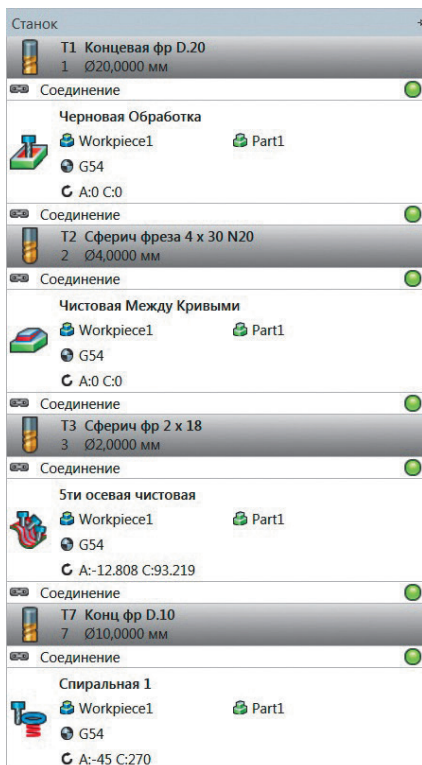 Станок
T1 Концевая фр D.20
1 Ø20,0000 мм
Соединение
Черновая Обработка
Workpiece1 Part1
G54
A:0 C:0
Соединение
T2 Сферич фреза 4 x 30 N20
2 Ø4,0000 мм
Соединение
Чистовая Между Кривыми
Workpiece1 Part1
G54
A:0 C:0
Соединение
T3 Сферич фр 2 x 18
3 Ø2,0000 мм
Соединение
5ти осевая чистовая
Workpiece1 Part1
G54
A:-12.808 C:93.219
Соединение
T7 Конц фр D.10
7 Ø10,0000 мм
Соединение
Спиральная 1
Workpiece1 Part1
G54
A:-45 C:270